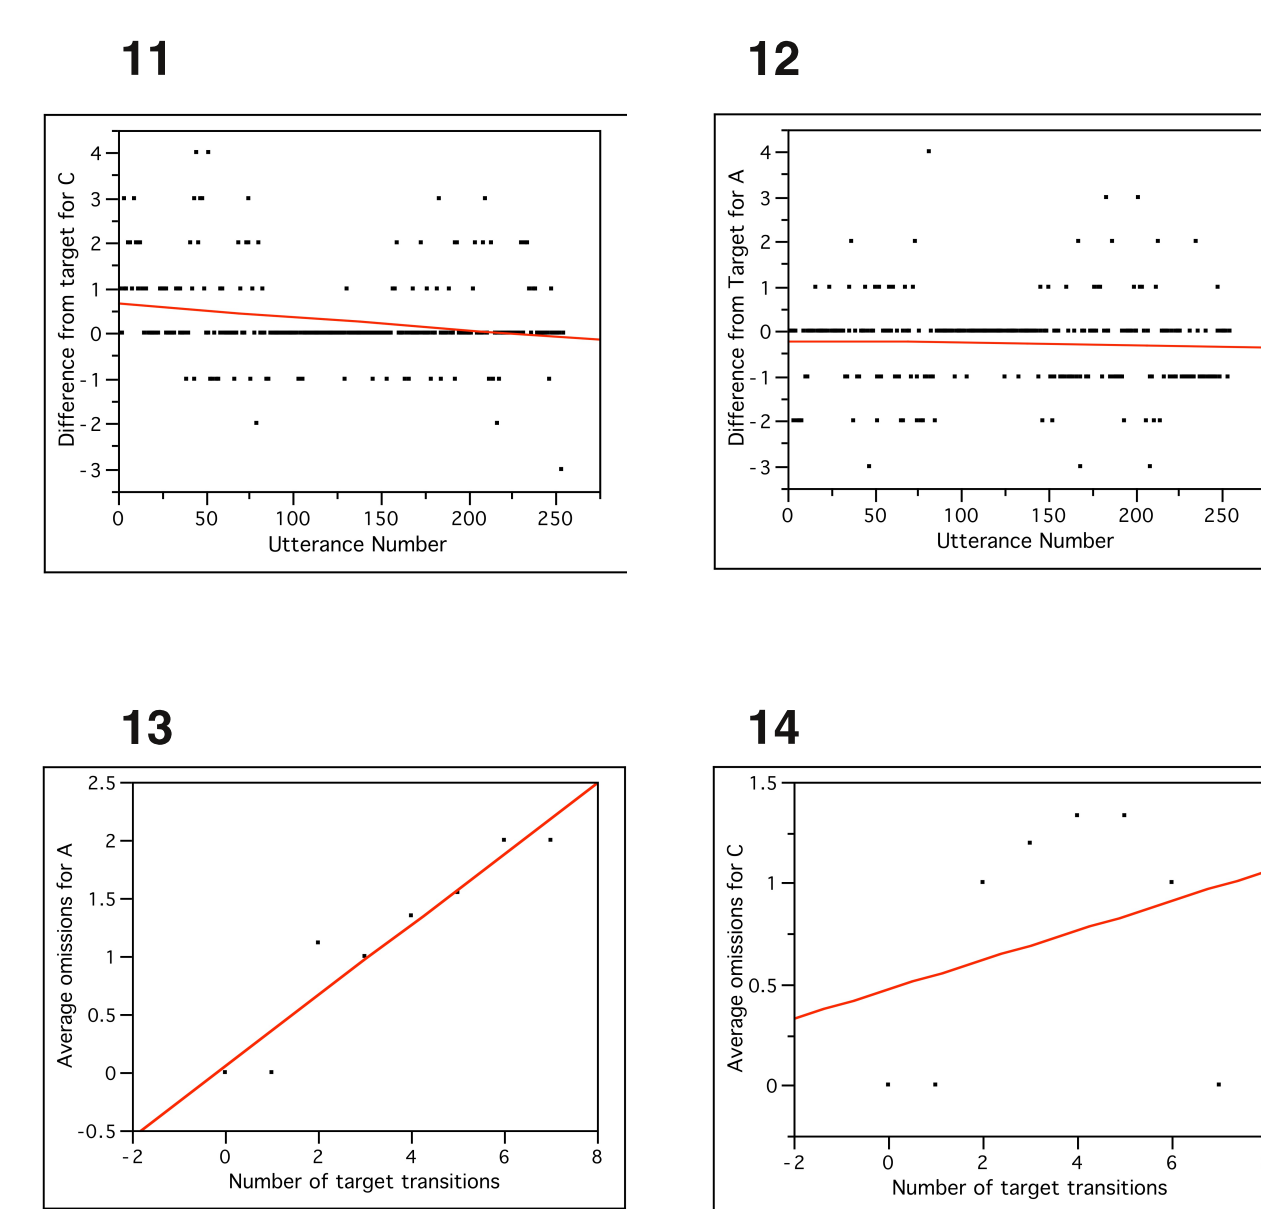 11
12
4
3
2
1
0
-1
-2
-3
Difference from target for C
0 50 100 150 200 250
Utterance Number
4
3
2
1
0
-1
-2
-3
Difference from Target for A
0 50 100 150 200 250
Utterance Number
13
14
2.5
2
1.5
1
0.5
0
-0.5
Average omissions for A
-2 0 2 4 6 8
Number of target transitions
1.5
1
0.5
0
Average omissions for C
-2 0 2 4 6
Number of target transitions